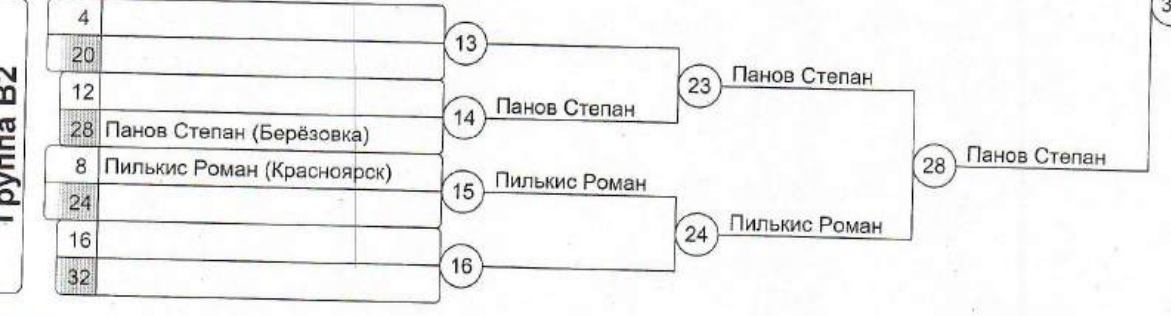 Группа В2
4
20
12
28 Панов Степан (Берёзовка)
8 Пилькис Роман (Красноярск)
24
16
32
13
14 Панов Степан
15 Пилькис Роман
16
23 Панов Степан
24 Пилькис Роман
28 Панов Степан